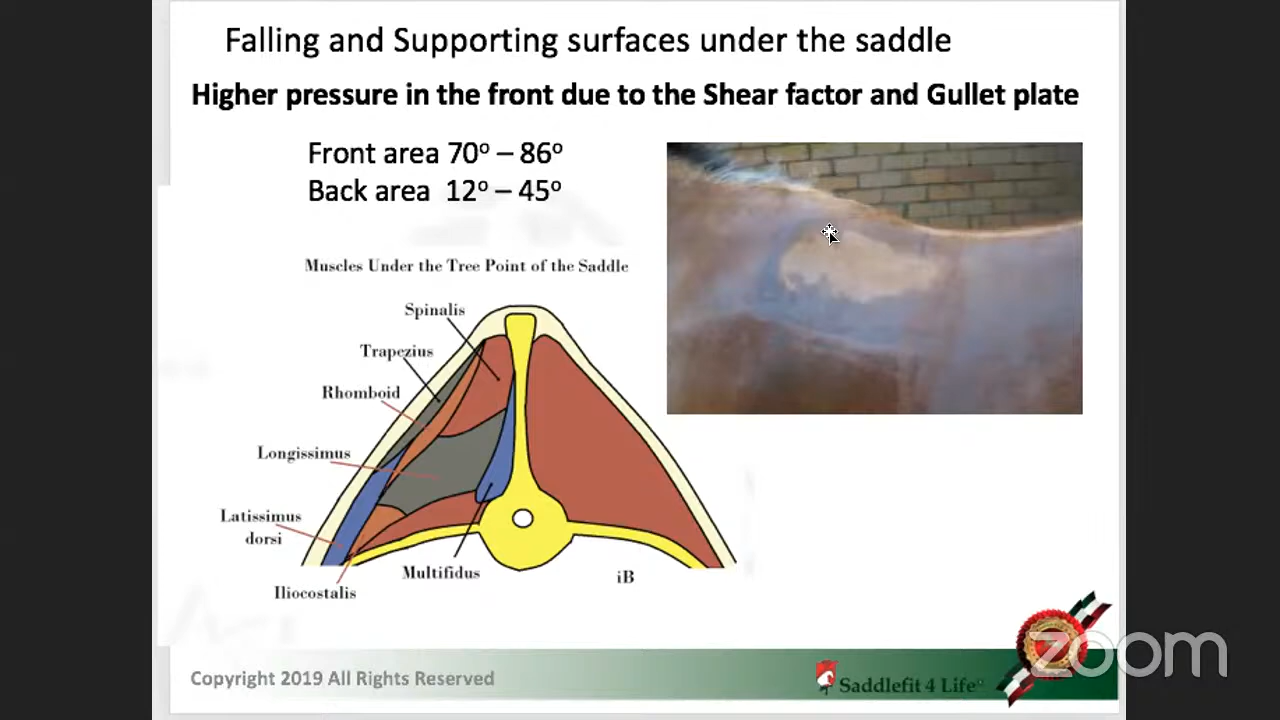 Falling and Supporting surfaces under the saddle
Higher pressure in the front due to the Shear factor and Gullet plate
Front area 70º – 86º
Back area 12º – 45º
Muscles Under the Tree Point of the Saddle
Spinalis
Trapezius
Rhomboid
Longissimus
Latissimus
dorsi
Multifidus
iB
Iliocostalis
Copyright 2019 All Rights Reserved
Saddlefit 4 Life®
zoom